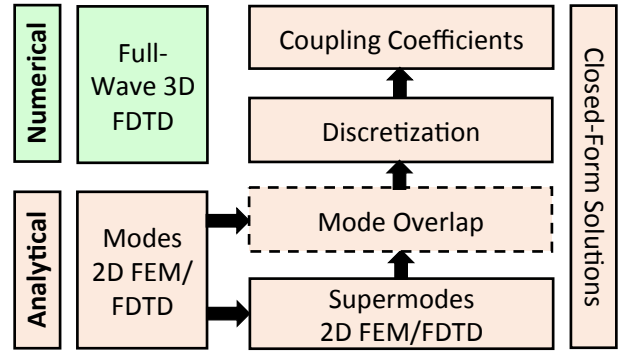 Numerical
Full-
Wave 3D
FDTD
Coupling Coefficients
Discretization
Closed-Form Solutions
Analytical
Modes
2D FEM/
FDTD
Mode Overlap
Supermodes
2D FEM/FDTD